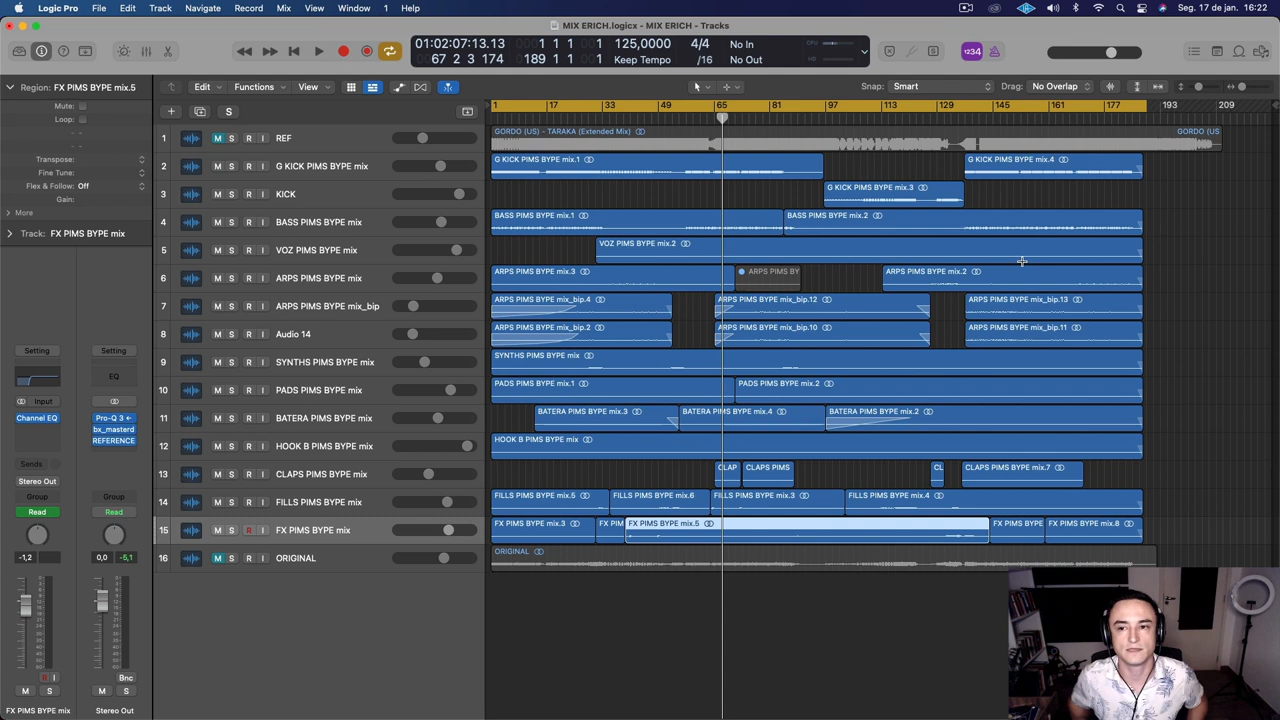 Logic Pro File Edit Track Navigate Record Mix View Window 1 Help Seg. 17 de jan. 16:22
MIX ERICH.logicx - MIX ERICH - Tracks
01:02:07:13.13 1 1 1 1 125,0000 4/4 No In CPU
67 2 3 174 189 1 1 1 Keep Tempo /16 No Out HD
1234
Region: FX PIMS BYPE mix.5
Edit Functions View Snap: Smart Drag: No Overlap
Mute:
Loop:
Transpose:
Fine Tune:
Flex & Follow: Off
Gain:
More
Track: FX PIMS BYPE mix
S
1 17 33 49 65 81 97 113 129 145 161 177 193 209
1 M S R I REF
GORDO (US) - TARAKA (Extended Mix) GORDO (US
2 M S R I G KICK PIMS BYPE mix
G KICK PIMS BYPE mix.1 G KICK PIMS BYPE mix.4
3 M S R I KICK
G KICK PIMS BYPE mix.3
4 M S R I BASS PIMS BYPE mix
BASS PIMS BYPE mix.1 BASS PIMS BYPE mix.2
5 M S R I VOZ PIMS BYPE mix
VOZ PIMS BYPE mix.2
6 M S R I ARPS PIMS BYPE mix
ARPS PIMS BYPE mix.3 ARPS PIMS BY ARPS PIMS BYPE mix.2
7 M S R I ARPS PIMS BYPE mix_bip
ARPS PIMS BYPE mix_bip.4 ARPS PIMS BYPE mix_bip.12 ARPS PIMS BYPE mix_bip.13
8 M S R I Audio 14
ARPS PIMS BYPE mix_bip.2 ARPS PIMS BYPE mix_bip.10 ARPS PIMS BYPE mix_bip.11
9 M S R I SYNTHS PIMS BYPE mix
SYNTHS PIMS BYPE mix
10 M S R I PADS PIMS BYPE mix
PADS PIMS BYPE mix.1 PADS PIMS BYPE mix.2
11 M S R I BATERA PIMS BYPE mix
BATERA PIMS BYPE mix.3 BATERA PIMS BYPE mix.4 BATERA PIMS BYPE mix.2
12 M S R I HOOK B PIMS BYPE mix
HOOK B PIMS BYPE mix
13 M S R I CLAPS PIMS BYPE mix
CLAP CLAPS PIMS CL CLAPS PIMS BYPE mix.7
14 M S R I FILLS PIMS BYPE mix
FILLS PIMS BYPE mix.5 FILLS PIMS BYPE mix.6 FILLS PIMS BYPE mix.3 FILLS PIMS BYPE mix.4
15 M S R I FX PIMS BYPE mix
FX PIMS BYPE mix.3 FX PIM FX PIMS BYPE mix.5 FX PIMS BYPE FX PIMS BYPE mix.8
16 M S R I ORIGINAL
ORIGINAL
Setting Setting
EQ
Input
Channel EQ Pro-Q 3
bx_masterd
REFERENCE
Sends
Stereo Out
Group Group
Read Read
-1,2 0,0 -5,1
R I Bnc
M S M S
FX PIMS BYPE mix Stereo Out